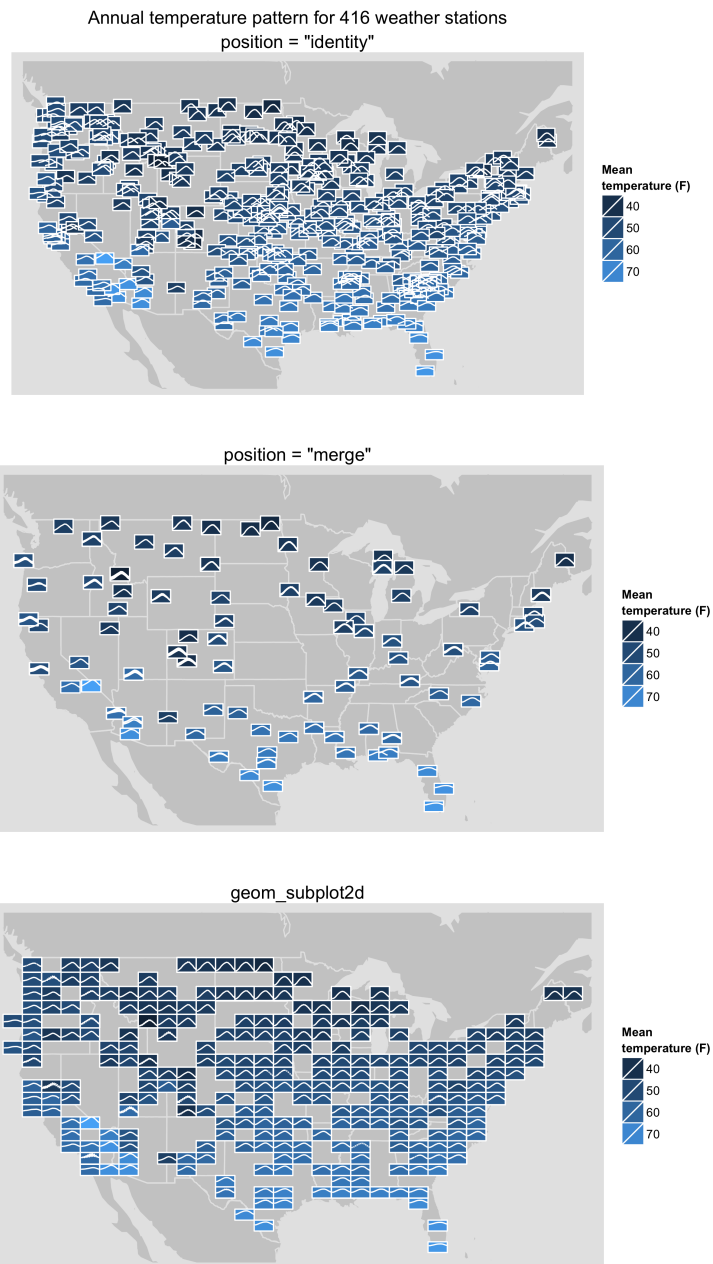 Annual temperature pattern for 416 weather stations
position = "identity"
Mean
temperature (F)
40
50
60
70
position = "merge"
Mean
temperature (F)
40
50
60
70
geom_subplot2d
Mean
temperature (F)
40
50
60
70